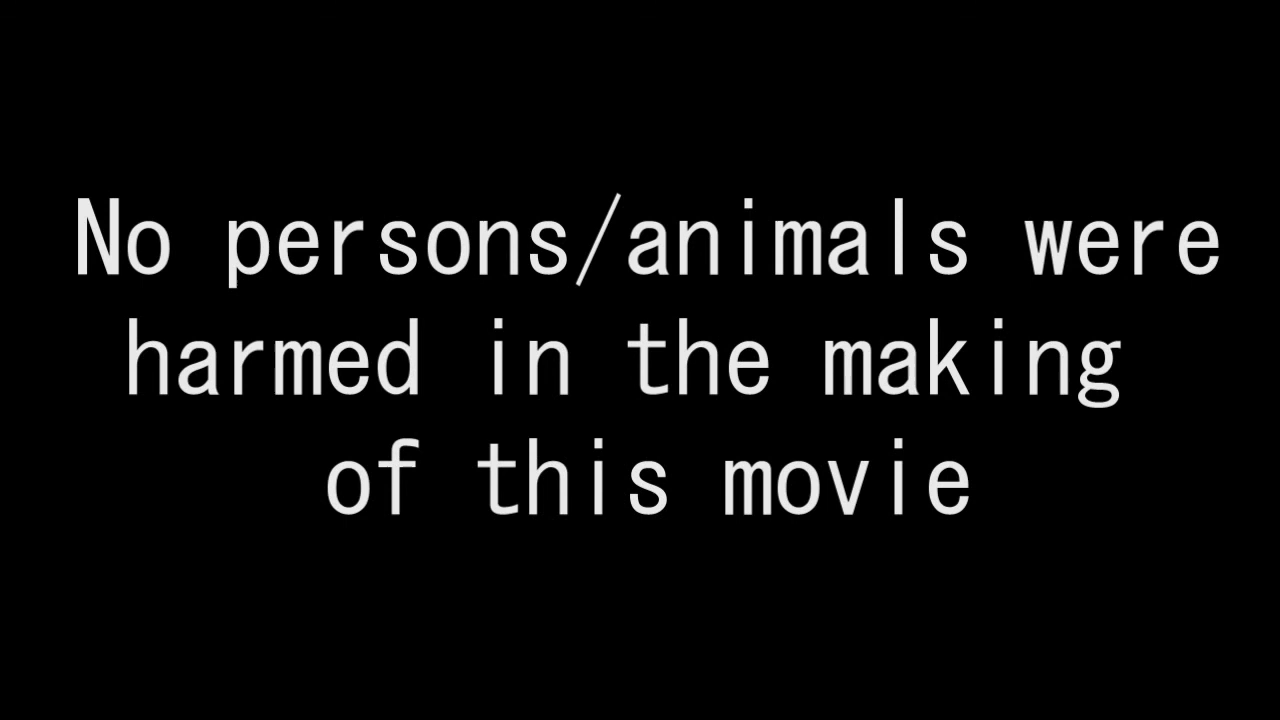 No persons/animals were
harmed in the making
of this movie